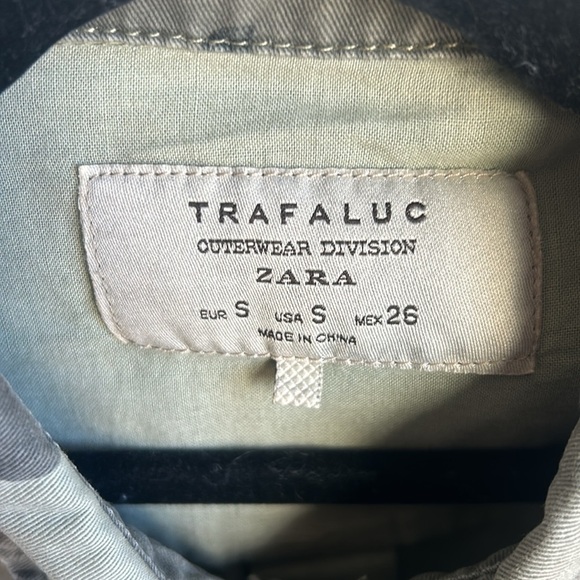 TRAFALUC
OUTERWEAR DIVISION
ZARA
EUR S USA S MEX 26
MADE IN CHINA